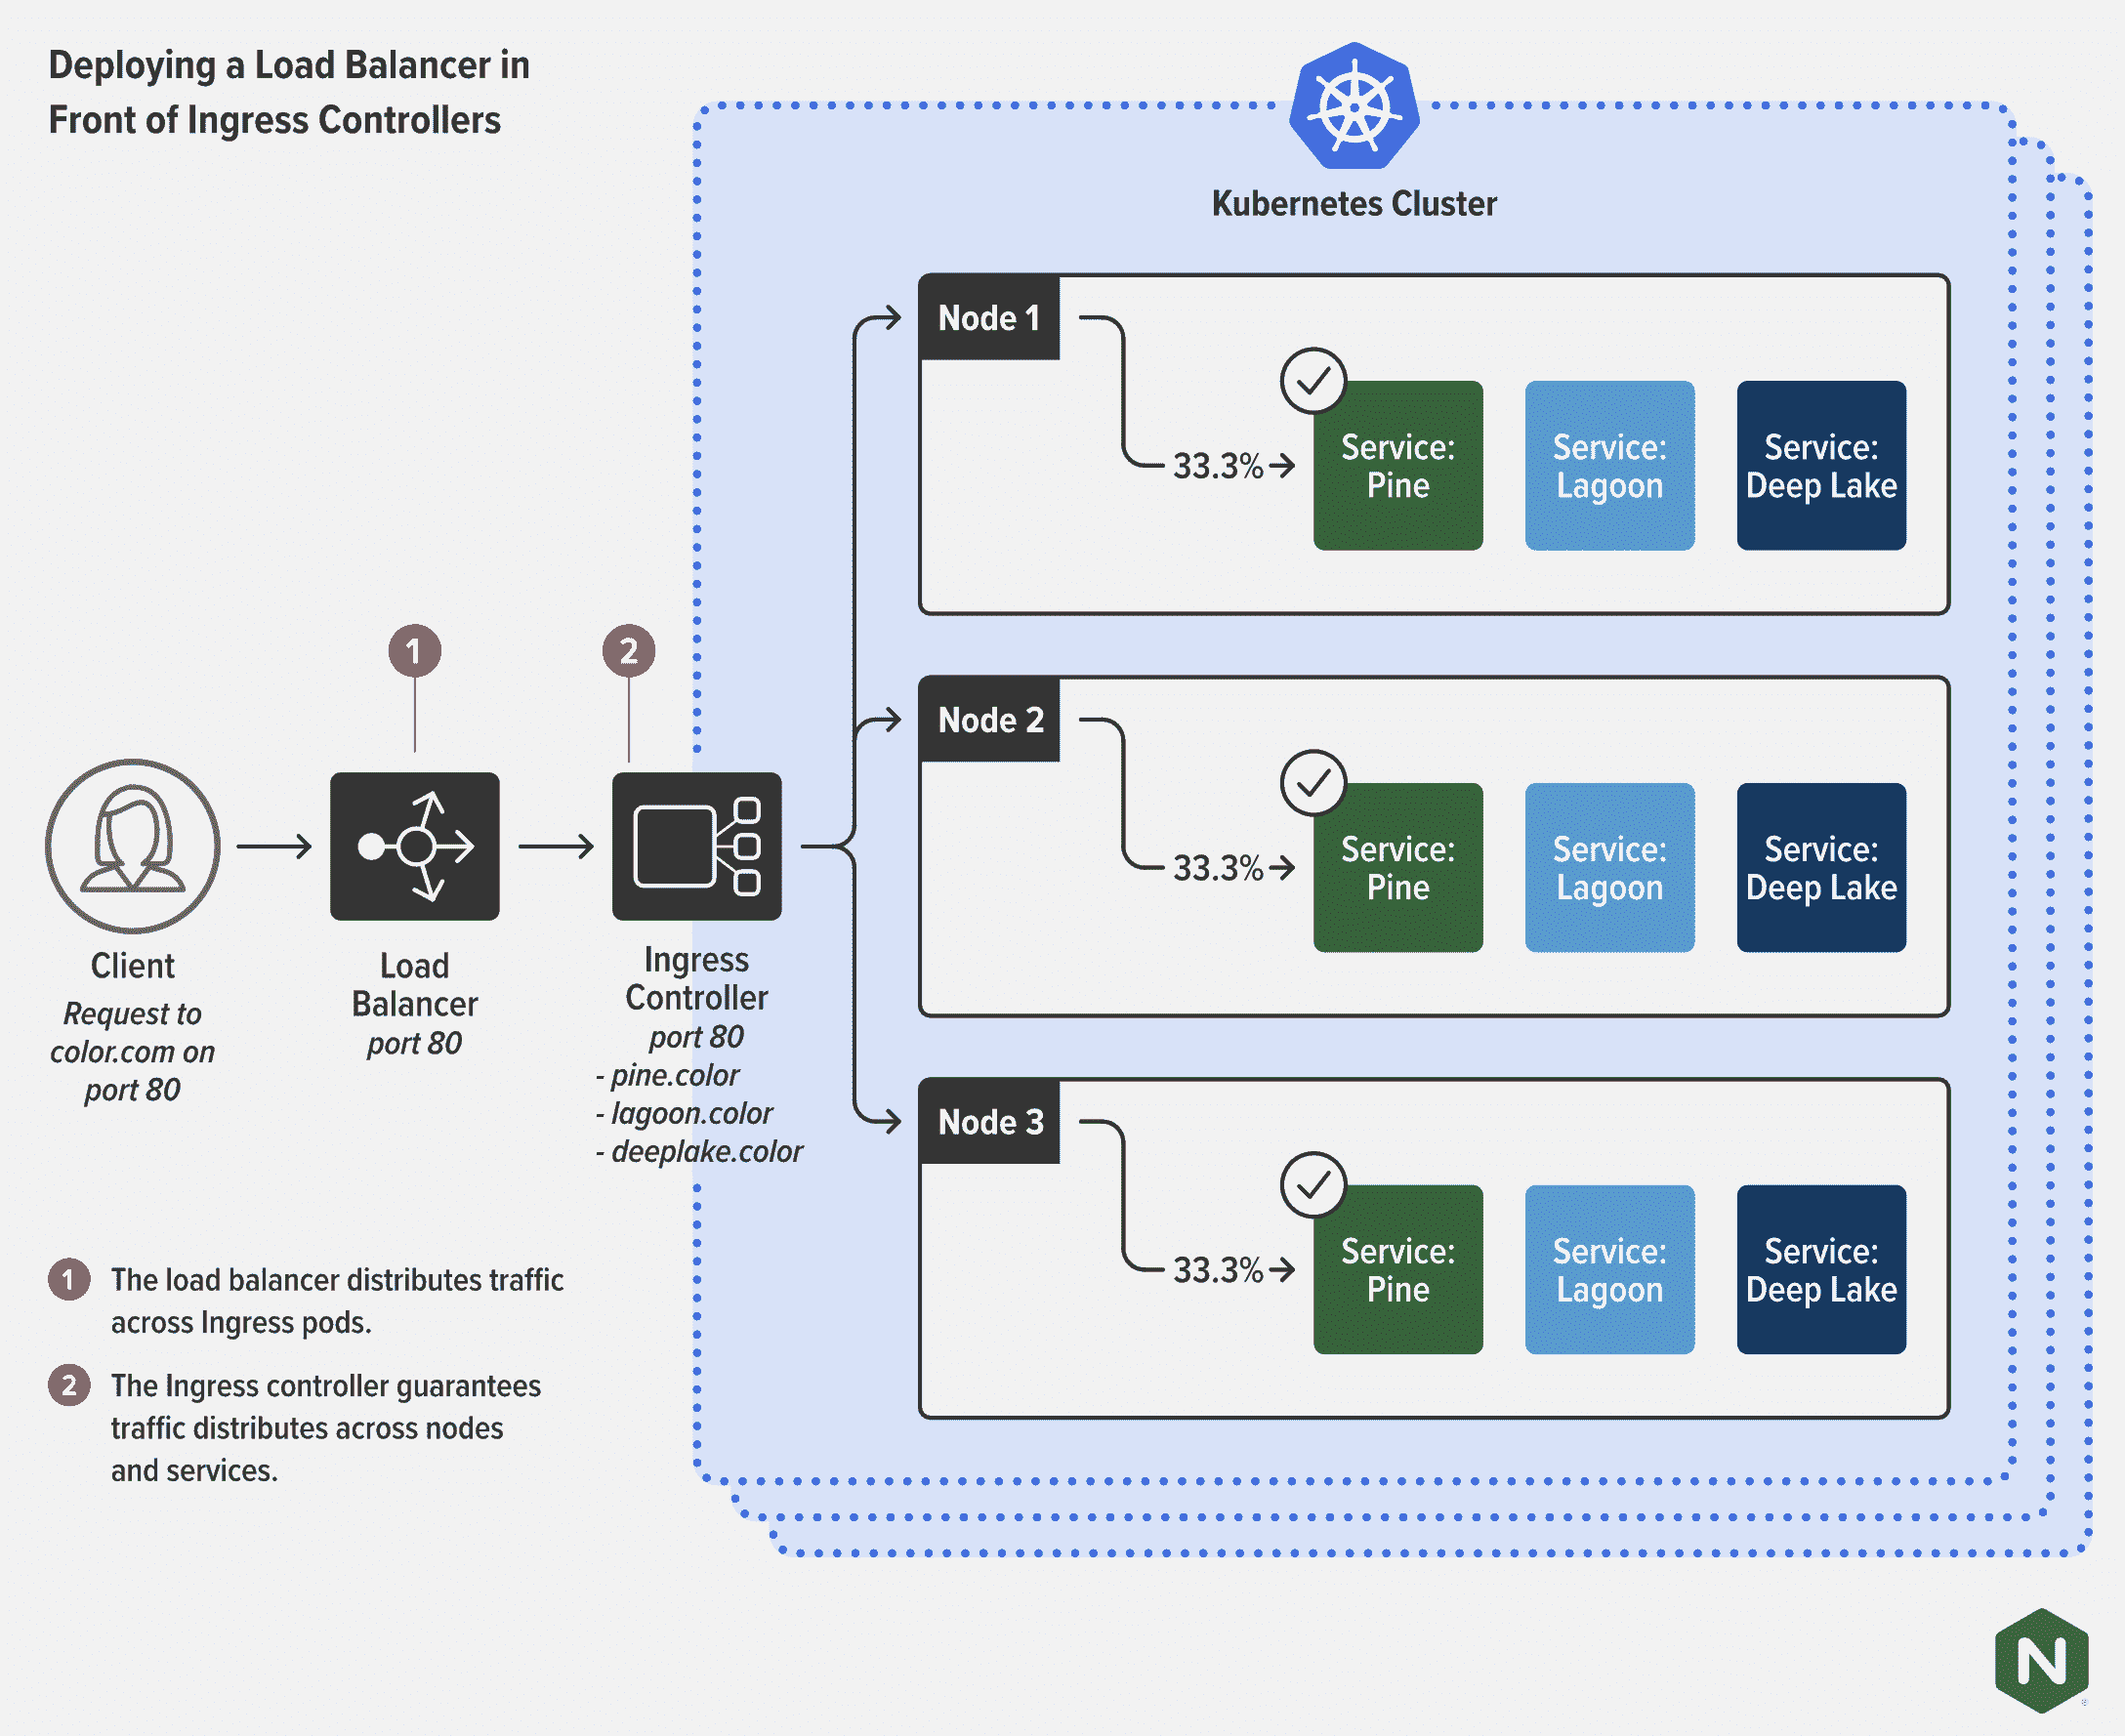 Deploying a Load Balancer in
Front of Ingress Controllers
Kubernetes Cluster
Node 1
33.3%
Service:
Pine
Service:
Lagoon
Service:
Deep Lake
Node 2
33.3%
Service:
Pine
Service:
Lagoon
Service:
Deep Lake
Node 3
33.3%
Service:
Pine
Service:
Lagoon
Service:
Deep Lake
1
2
Client
Request to
color.com on
port 80
Load
Balancer
port 80
Ingress
Controller
port 80
- pine.color
- lagoon.color
- deeplake.color
1 The load balancer distributes traffic
across Ingress pods.
2 The Ingress controller guarantees
traffic distributes across nodes
and services.
N
®